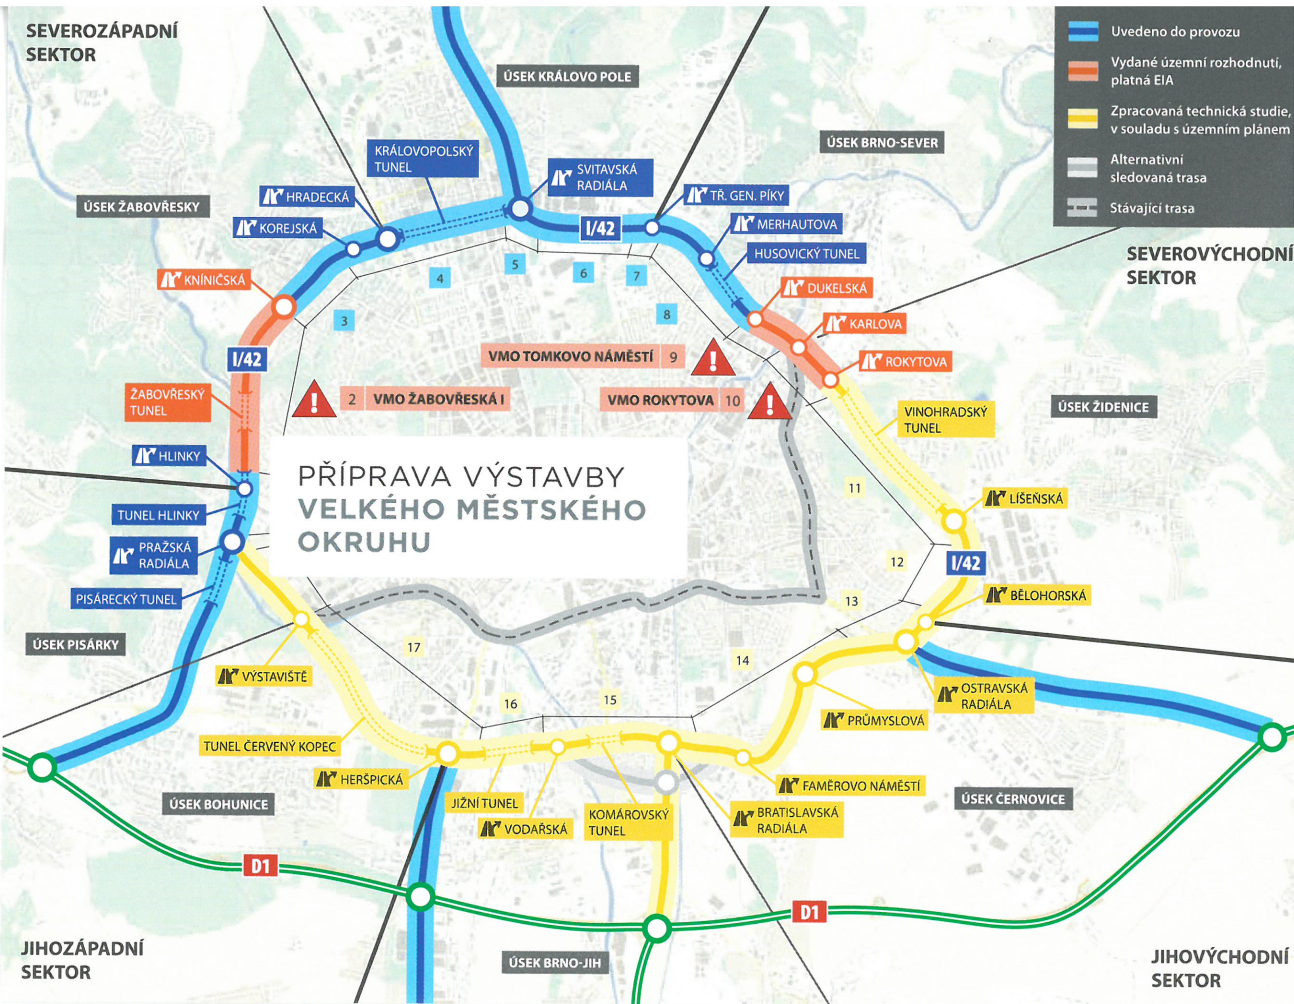 SEVEROZÁPADNÍ
SEKTOR
ÚSEK KRÁLOVO POLE
Uvedeno do provozu
Vydané územní rozhodnutí,
platná EIA
Zpracovaná technická studie,
v souladu s územním plánem
Alternativní
sledovaná trasa
Stávající trasa
ÚSEK BRNO-SEVER
KRÁLOVOPOLSKÝ
TUNEL
SVITAVSKÁ
RADIÁLA
HRADECKÁ
TŘ. GEN. PÍKY
ÚSEK ŽABOVŘESKY
KOREJSKÁ
I/42
MERHAUTOVA
HUSOVICKÝ TUNEL
SEVEROVÝCHODNÍ
SEKTOR
KNÍNIČSKÁ
4
5
6
7
DUKELSKÁ
3
8
KARLOVA
I/42
VMO TOMKOVO NÁMĚSTÍ 9
ROKYTOVA
ŽABOVŘESKÝ
TUNEL
2 VMO ŽABOVŘESKÁ I
VMO ROKYTOVA 10
VINOHRADSKÝ
TUNEL
ÚSEK ŽIDENICE
HLINKY
PŘÍPRAVA VÝSTAVBY
VELKÉHO MĚSTSKÉHO
OKRUHU
11
LÍŠEŇSKÁ
TUNEL HLINKY
PRAŽSKÁ
RADIÁLA
12
I/42
PISÁRECKÝ TUNEL
13
BĚLOHORSKÁ
ÚSEK PISÁRKY
17
14
VÝSTAVIŠTĚ
16
15
OSTRAVSKÁ
RADIÁLA
PRŮMYSLOVÁ
TUNEL ČERVENÝ KOPEC
HERŠPICKÁ
FAMĚROVO NÁMĚSTÍ
ÚSEK BOHUNICE
JIŽNÍ TUNEL
ÚSEK ČERNOVICE
VODAŘSKÁ
KOMÁROVSKÝ
TUNEL
BRATISLAVSKÁ
RADIÁLA
D1
D1
JIHOZÁPADNÍ
SEKTOR
ÚSEK BRNO-JIH
JIHOVÝCHODNÍ
SEKTOR